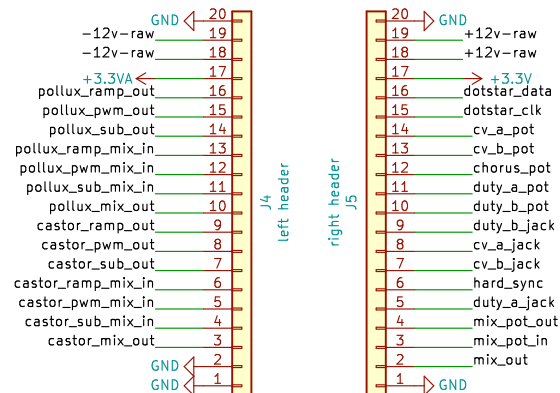 GND 20 20 GND
-12v-raw 19 19 +12v-raw
-12v-raw 18 18 +12v-raw
+3.3VA 17 17 +3.3V
pollux_ramp_out 16 16 dotstar_data
pollux_pwm_out 15 15 dotstar_clk
pollux_sub_out 14 14 cv_a_pot
pollux_ramp_mix_in 13 13 cv_b_pot
pollux_pwm_mix_in 12 12 chorus_pot
pollux_sub_mix_in 11 11 duty_a_pot
pollux_mix_out 10 10 duty_b_pot
castor_ramp_out 9 9 duty_b_jack
castor_pwm_out 8 8 cv_a_jack
castor_sub_out 7 7 cv_b_jack
castor_ramp_mix_in 6 6 hard_sync
castor_pwm_mix_in 5 5 duty_a_jack
castor_sub_mix_in 4 4 mix_pot_out
castor_mix_out 3 3 mix_pot_in
GND 2 2 mix_out
GND 1 1 GND
J4
left header
right header
J5